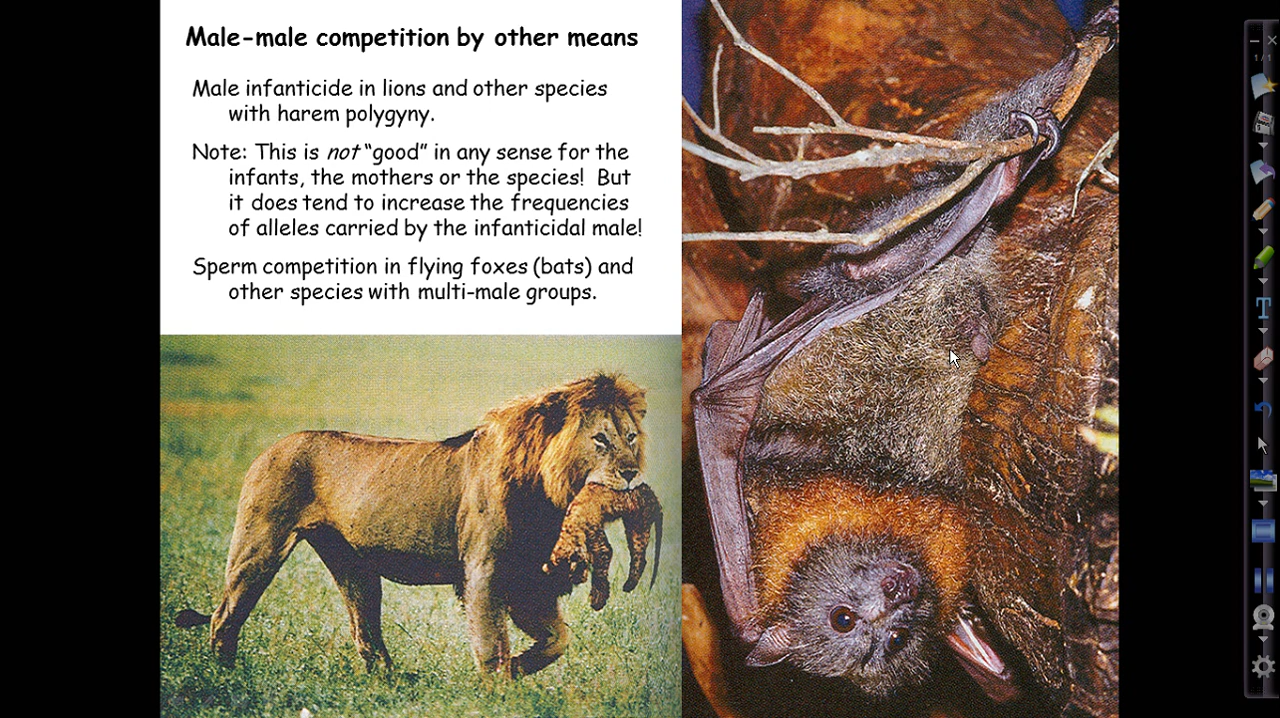 Male-male competition by other means
Male infanticide in lions and other species
with harem polygyny.
Note: This is not “good” in any sense for the
infants, the mothers or the species! But
it does tend to increase the frequencies
of alleles carried by the infanticidal male!
Sperm competition in flying foxes (bats) and
other species with multi-male groups.
1/1